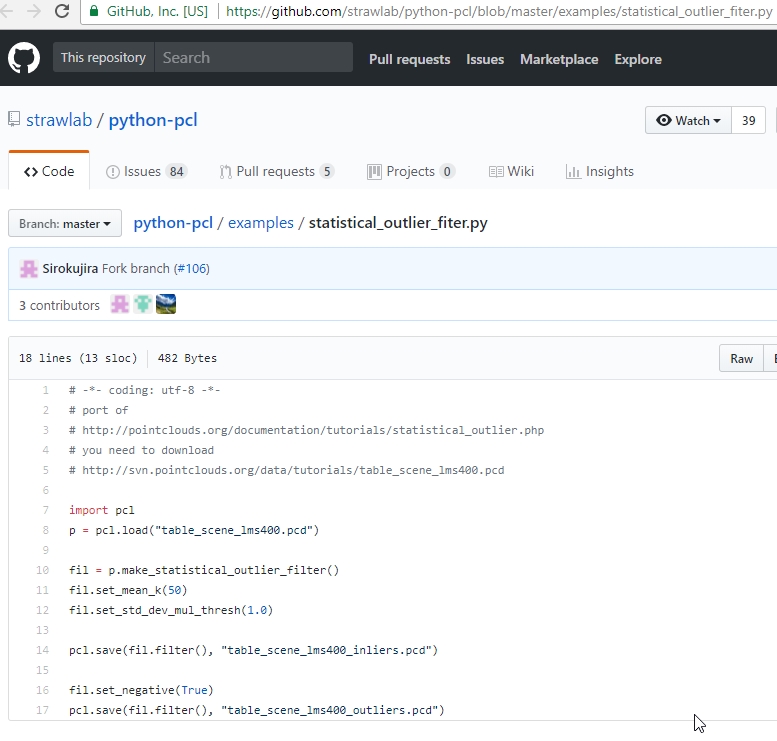 GitHub, Inc. [US] https://github.com/strawlab/python-pcl/blob/master/examples/statistical_outlier_fiter.py
This repository Search Pull requests Issues Marketplace Explore
strawlab / python-pcl Watch 39
Code Issues 84 Pull requests 5 Projects 0 Wiki Insights
Branch: master python-pcl / examples / statistical_outlier_fiter.py
Sirokujira Fork branch (#106)
3 contributors
18 lines (13 sloc) 482 Bytes Raw
1 # -*- coding: utf-8 -*-
2 # port of
3 # http://pointclouds.org/documentation/tutorials/statistical_outlier.php
4 # you need to download
5 # http://svn.pointclouds.org/data/tutorials/table_scene_lms400.pcd
6
7 import pcl
8 p = pcl.load("table_scene_lms400.pcd")
9
10 fil = p.make_statistical_outlier_filter()
11 fil.set_mean_k(50)
12 fil.set_std_dev_mul_thresh(1.0)
13
14 pcl.save(fil.filter(), "table_scene_lms400_inliers.pcd")
15
16 fil.set_negative(True)
17 pcl.save(fil.filter(), "table_scene_lms400_outliers.pcd")